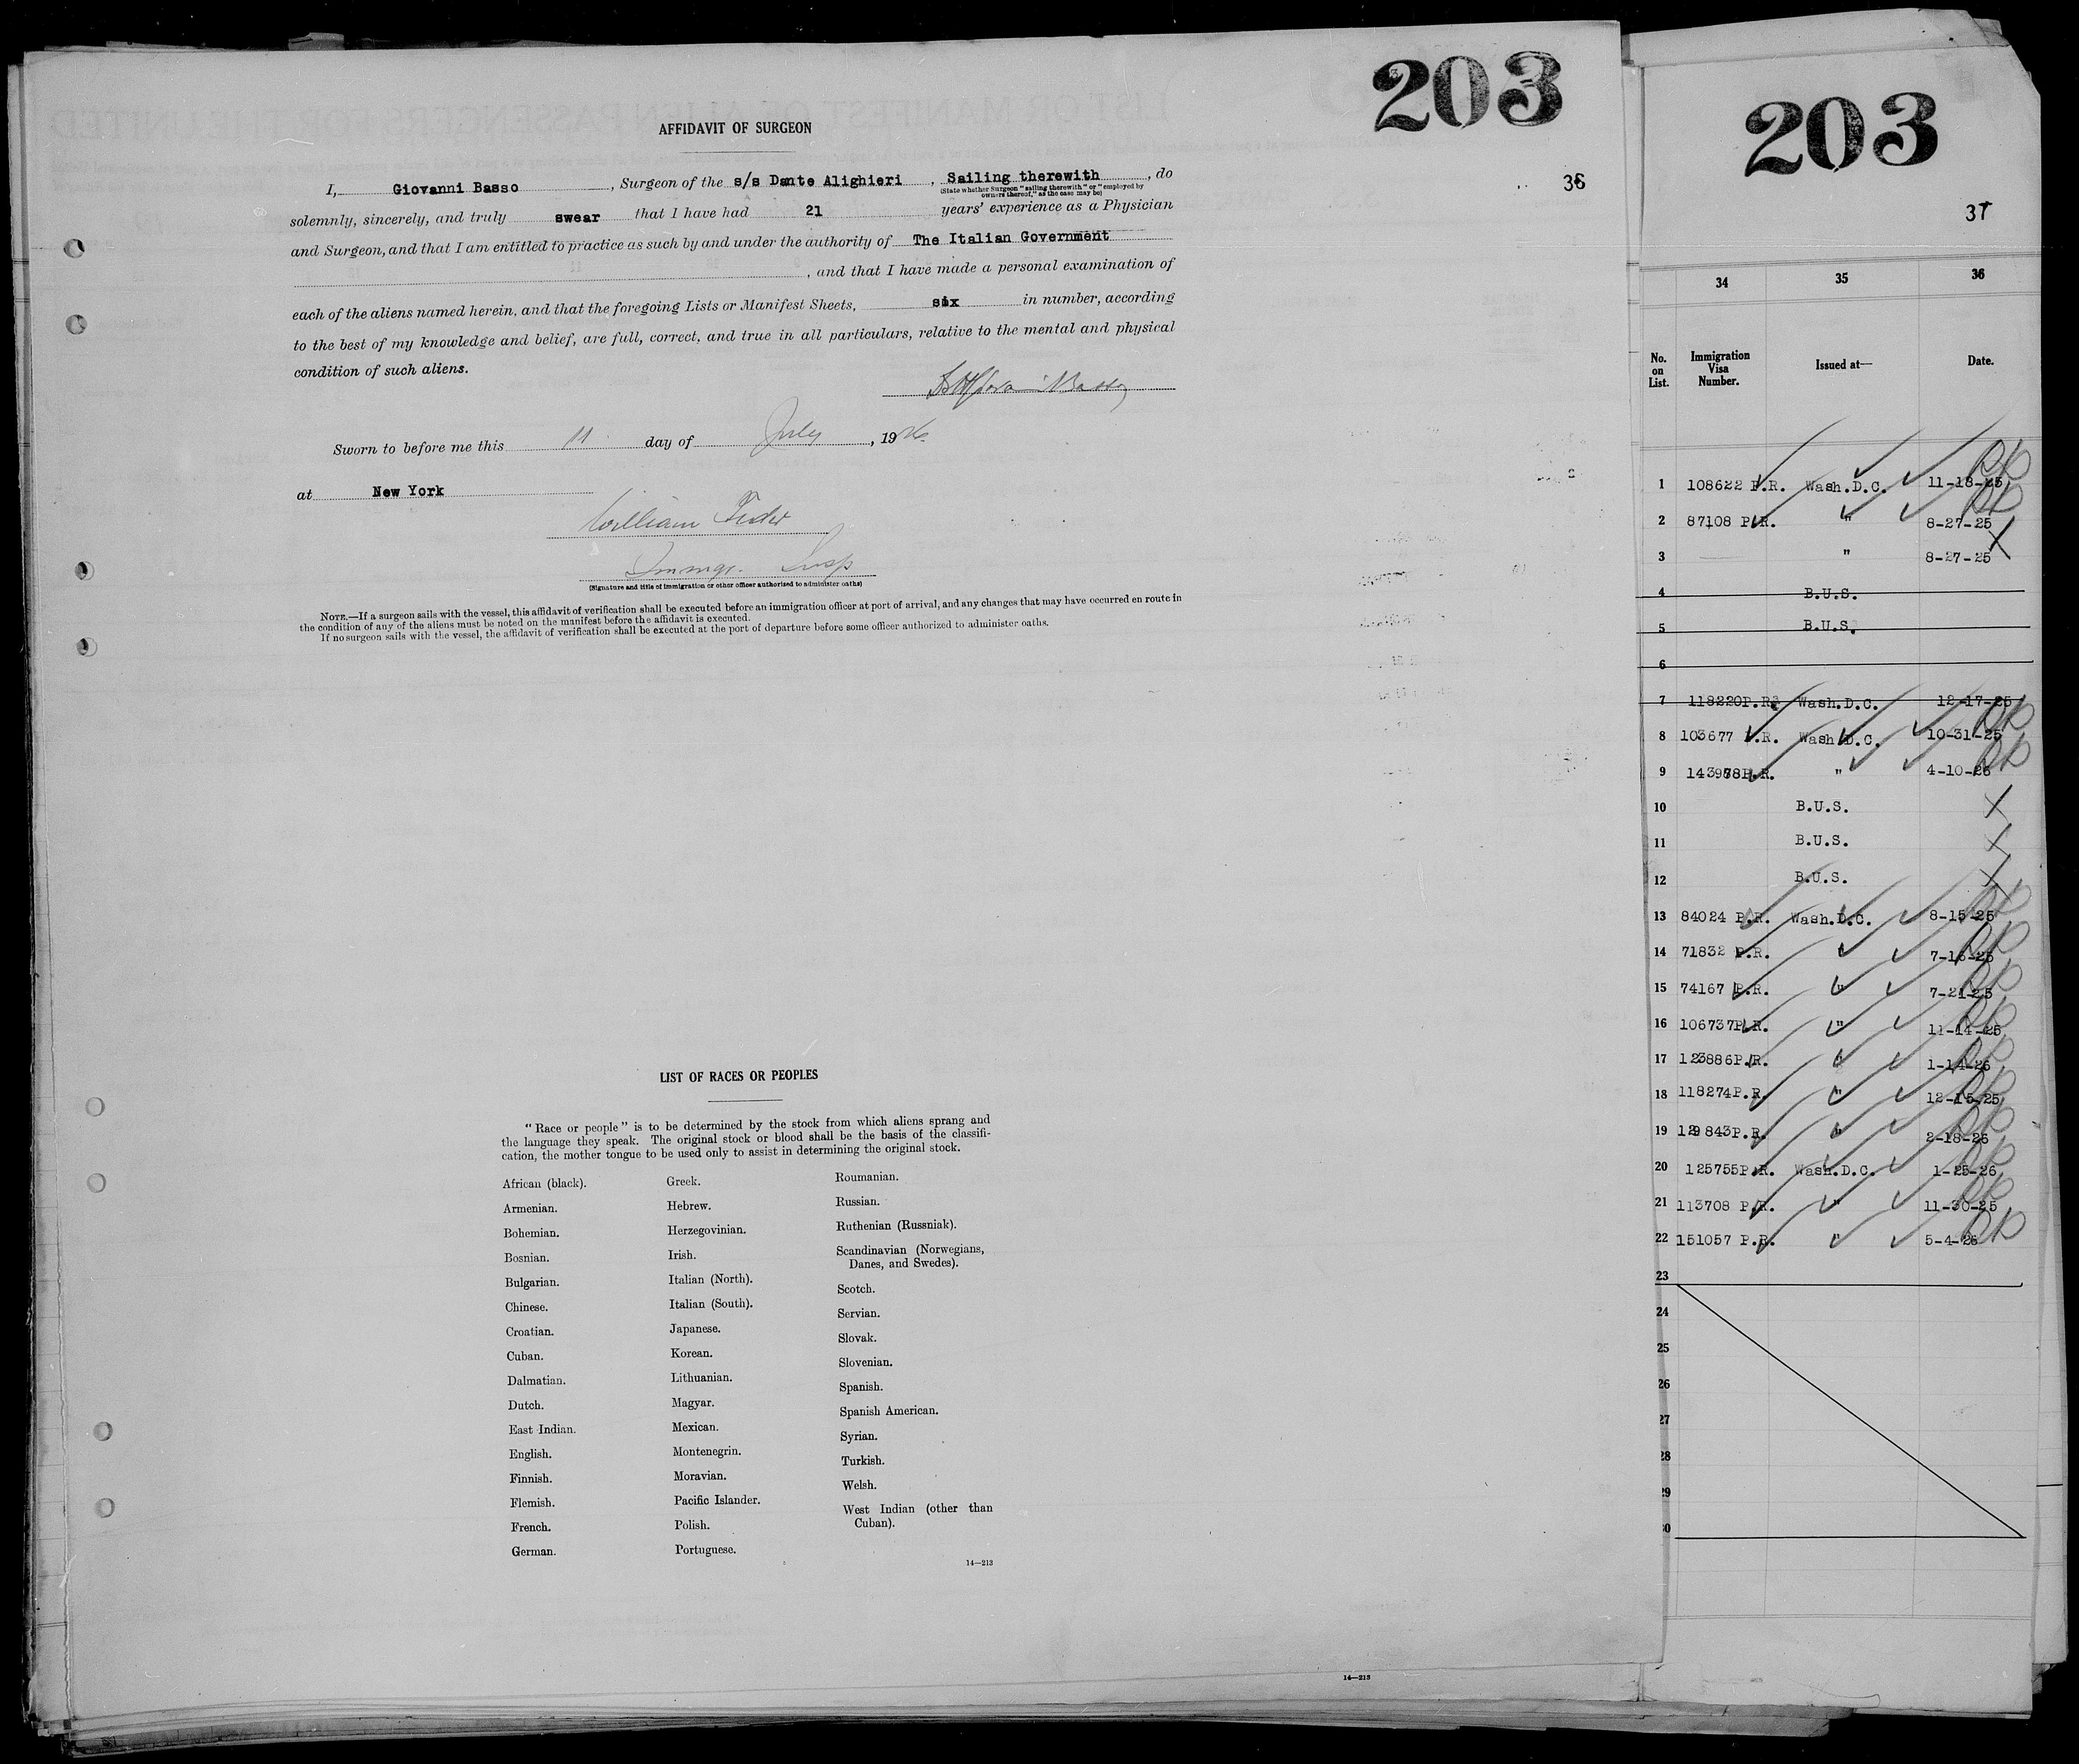 203
AFFIDAVIT OF SURGEON
36
I, Giovanni Basso, Surgeon of the s/s Dante Alighieri, Sailing therewith, do
(State whether Surgeon "sailing therewith" or "employed by
owners thereof," as the case may be)
solemnly, sincerely, and truly swear that I have had 21 years' experience as a Physician
and Surgeon, and that I am entitled to practice as such by and under the authority of The Italian Government
, and that I have made a personal examination of
each of the aliens named herein, and that the foregoing Lists or Manifest Sheets, six in number, according
to the best of my knowledge and belief, are full, correct, and true in all particulars, relative to the mental and physical
condition of such aliens.
Basso
Sworn to before me this 11 day of July, 1926
at New York
William
Immgr. Insp
(Signature and title of immigration or other officer authorized to administer oaths)
NOTE.—If a surgeon sails with the vessel, this affidavit of verification shall be executed before an immigration officer at port of arrival, and any changes that may have occurred en route in
the condition of any of the aliens must be noted on the manifest before the affidavit is executed.
If no surgeon sails with the vessel, the affidavit of verification shall be executed at the port of departure before some officer authorized to administer oaths.
LIST OF RACES OR PEOPLES
"Race or people" is to be determined by the stock from which aliens sprang and
the language they speak. The original stock or blood shall be the basis of the classifi-
cation, the mother tongue to be used only to assist in determining the original stock.
African (black).
Armenian.
Bohemian.
Bosnian.
Bulgarian.
Chinese.
Croatian.
Cuban.
Dalmatian.
Dutch.
East Indian.
English.
Finnish.
Flemish.
French.
German.
Greek.
Hebrew.
Herzegovinian.
Irish.
Italian (North).
Italian (South).
Japanese.
Korean.
Lithuanian.
Magyar.
Mexican.
Montenegrin.
Moravian.
Pacific Islander.
Polish.
Portuguese.
Roumanian.
Russian.
Ruthenian (Russniak).
Scandinavian (Norwegians,
Danes, and Swedes).
Scotch.
Servian.
Slovak.
Slovenian.
Spanish.
Spanish American.
Syrian.
Turkish.
Welsh.
West Indian (other than
Cuban).
14—213
14—213
203
37
34 35 36
No. on List. Immigration Visa Number. Issued at— Date.
1 108622 P.R. Wash.D.C. 11-18-25
2 87108 P.R. " 8-27-25
3 " 8-27-25
4 B.U.S.
5 B.U.S.
6
7 118220P.R. Wash.D.C. 12-17-25
8 103677 P.R. Wash.D.C. 10-31-25
9 143978P.R. " 4-10-26
10 B.U.S.
11 B.U.S.
12 B.U.S.
13 84024 P.R. Wash.D.C. 8-15-25
14 71832 P.R. " 7-16-25
15 74167 P.R. " 7-21-25
16 106737P.R. " 11-14-25
17 123886P.R. " 1-14-26
18 118274P.R. " 12-15-25
19 129843P.R. " 2-18-26
20 125755P.R. Wash.D.C. 1-25-26
21 113708 P.R. " 11-30-25
22 151057 P.R. " 5-4-26
23
24
25
26
27
28
29
30